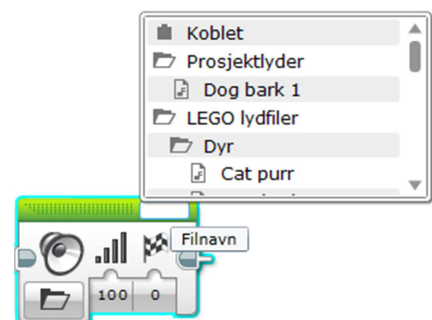 Koblet
Prosjektlyder
Dog bark 1
LEGO lydfiler
Dyr
Cat purr
Filnavn
100 0